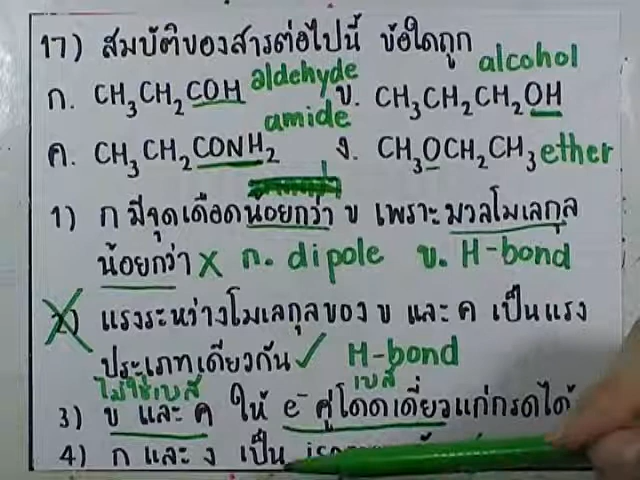 17) สมบัติของสารต่อไปนี้ ข้อใดถูก
ก. CH3CH2COH aldehyde ข. CH3CH2CH2OH alcohol
ค. CH3CH2CONH2 amide ง. CH3OCH2CH3 ether
1) ก มีจุดเดือดน้อยกว่า ข เพราะมวลโมเลกุล
น้อยกว่า x ก. dipole ข. H-bond
2) แรงระหว่างโมเลกุลของ ข และ ค เป็นแรง
ประเภทเดียวกัน ✓ H-bond
ไม่ใช่เบส เบส
3) ข และ ค ให้ e⁻ คู่โดดเดี่ยวแก่กรดได้
4) ก และ ง เป็น